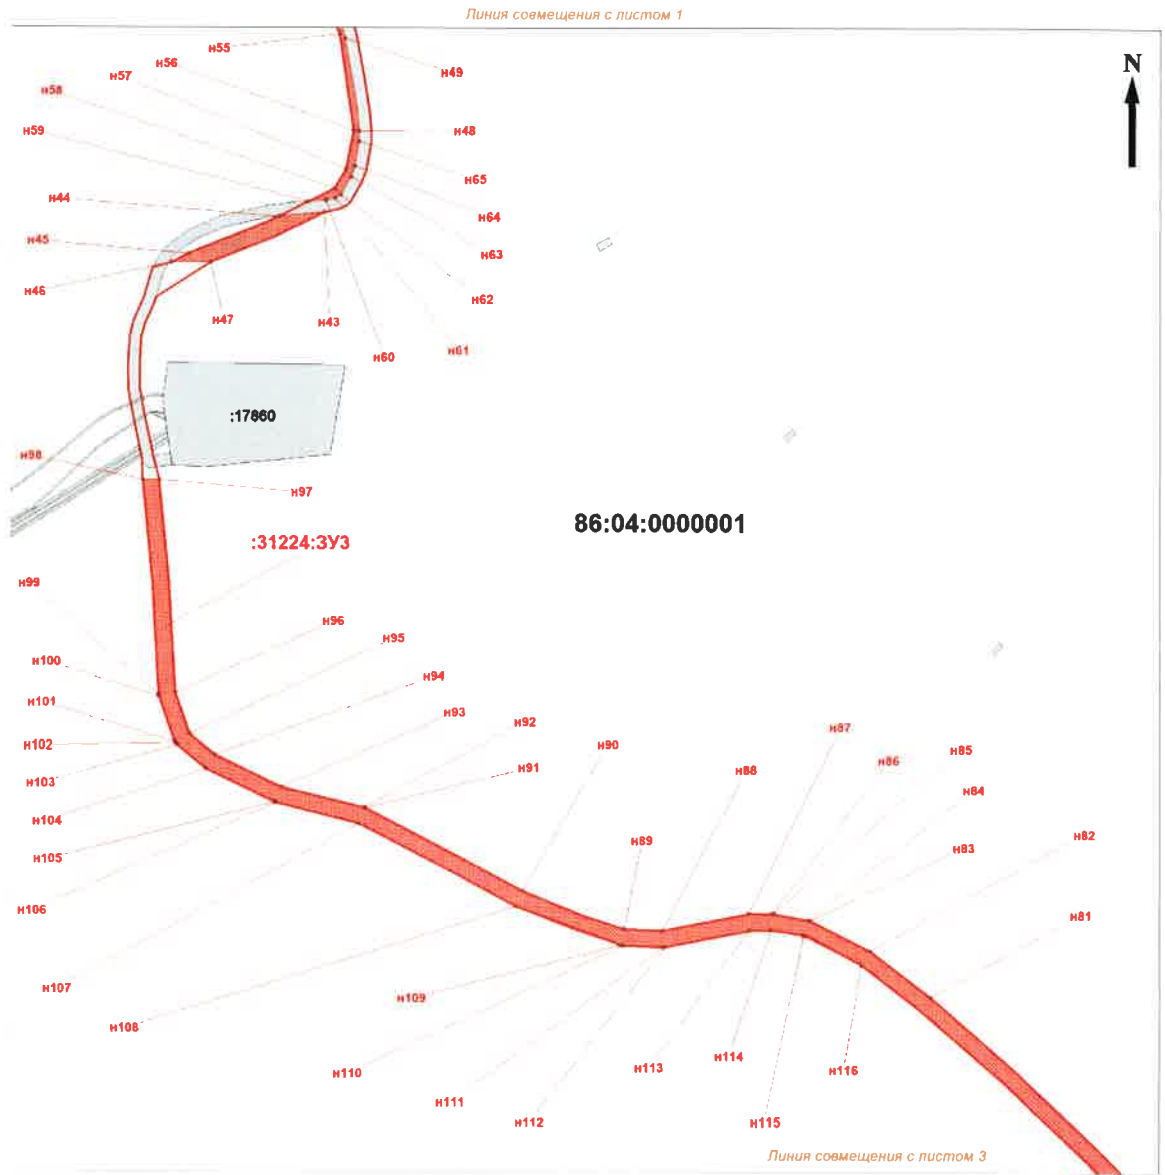 Линия совмещения с листом 1
н55
н56
н57
н58
н59
н49
N
н48
н65
н44
н64
н45
н63
н46
н62
н47
н43
н60
н61
:17860
н98
н97
86:04:0000001
:31224:ЗУ3
н99
н96
н95
н100
н94
н101
н93
н92
н102
н90
н87
н103
н91
н88
н86
н85
н104
н84
н105
н89
н83
н82
н106
н81
н107
н109
н108
н110
н113
н114
н116
н111
н112
н115
Линия совмещения с листом 3